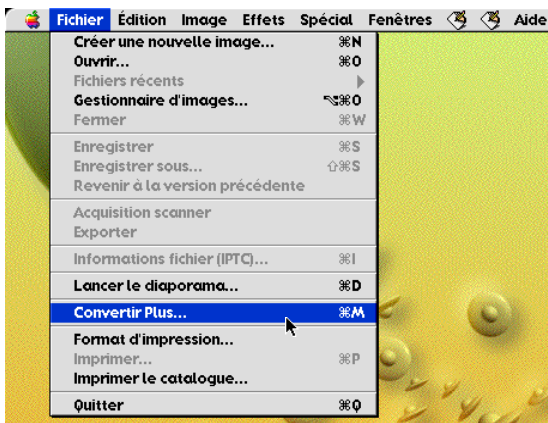 Fichier Édition Image Effets Spécial Fenêtres Aide
Créer une nouvelle image... ⌘N
Ouvrir... ⌘O
Fichiers récents
Gestionnaire d'images... ⌥⌘O
Fermer ⌘W
Enregistrer ⌘S
Enregistrer sous... ⇧⌘S
Revenir à la version précédente
Acquisition scanner
Exporter
Informations fichier (IPTC)... ⌘I
Lancer le diaporama... ⌘D
Convertir Plus... ⌘M
Format d'impression...
Imprimer... ⌘P
Imprimer le catalogue...
Quitter ⌘Q